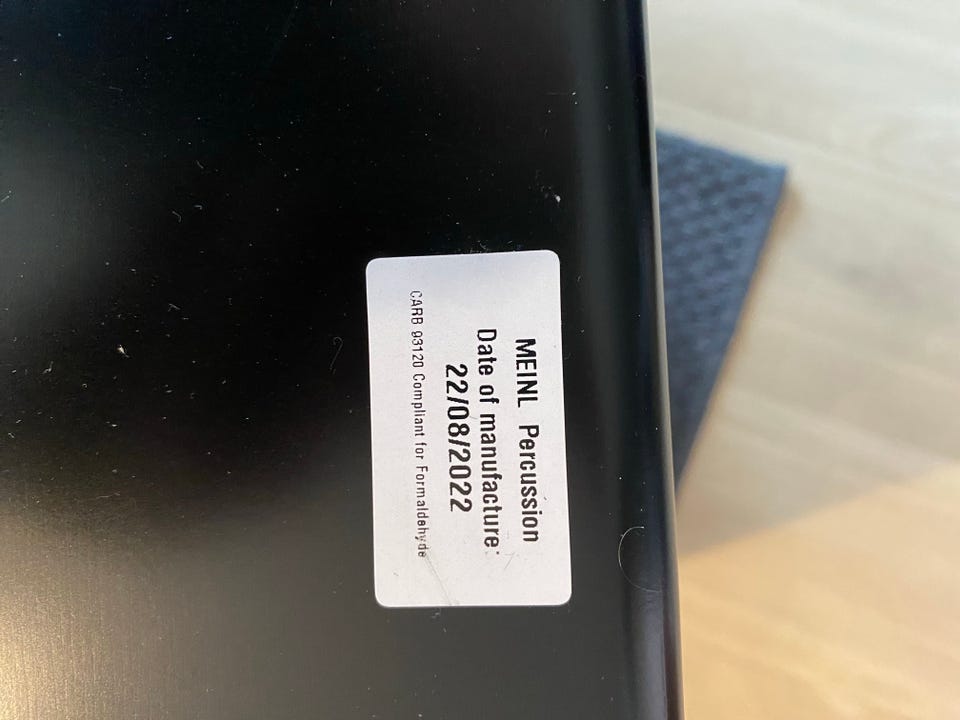 MEINL Percussion
Date of manufacture:
22/08/2022
CARB 93120 Compliant for Formaldehyde